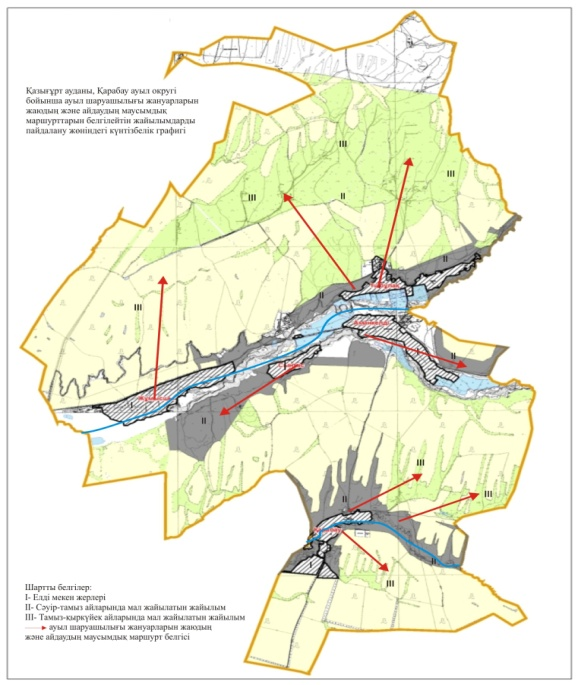 Қазығұрт ауданы, Қарабау ауыл округі
бойынша ауыл шаруашылығы жануарларын
жаюдың және айдаудың маусымдық
маршруттарын белгілейтін жайылымдарды
пайдалану жөніндегі күнтізбелік графигі
III
III
II
III
II
II
III
II
I
II
III
II
III
III
II
I
Шартты белгілер:
I- Елді мекен жерлері
II- Сәуір-тамыз айларында мал жайылатын жайылым
III- Тамыз-қыркүйек айларында мал жайылатын жайылым
ауыл шаруашылығы жануарларын жаюдың
және айдаудың маусымдық маршрут белгісі